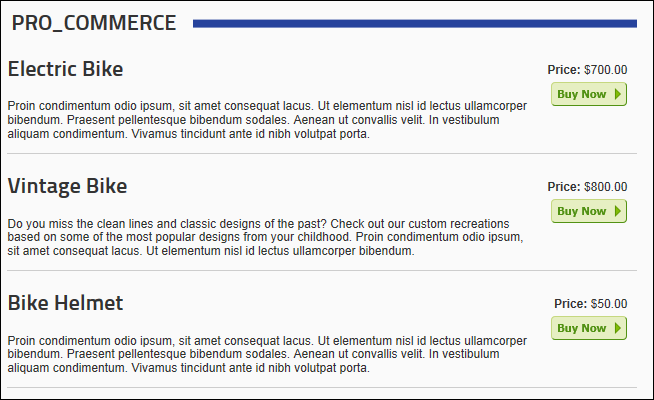 PRO_COMMERCE
Electric Bike
Price: $700.00
Buy Now
Proin condimentum odio ipsum, sit amet consequat lacus. Ut elementum nisl id lectus ullamcorper
bibendum. Praesent pellentesque bibendum sodales. Aenean ut convallis velit. In vestibulum
aliquam condimentum. Vivamus tincidunt ante id nibh volutpat porta.
Vintage Bike
Price: $800.00
Buy Now
Do you miss the clean lines and classic designs of the past? Check out our custom recreations
based on some of the most popular designs from your childhood. Proin condimentum odio ipsum,
sit amet consequat lacus. Ut elementum nisl id lectus ullamcorper bibendum.
Bike Helmet
Price: $50.00
Buy Now
Proin condimentum odio ipsum, sit amet consequat lacus. Ut elementum nisl id lectus ullamcorper
bibendum. Praesent pellentesque bibendum sodales. Aenean ut convallis velit. In vestibulum
aliquam condimentum. Vivamus tincidunt ante id nibh volutpat porta.